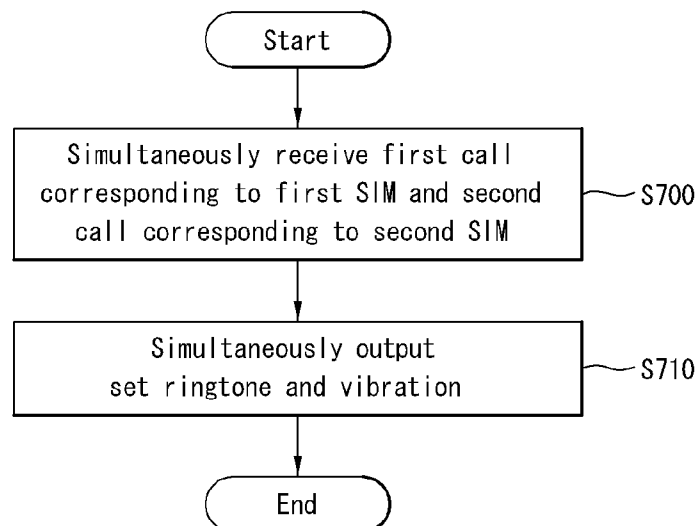 Start
Simultaneously receive first call
corresponding to first SIM and second
call corresponding to second SIM
S700
Simultaneously output
set ringtone and vibration
S710
End